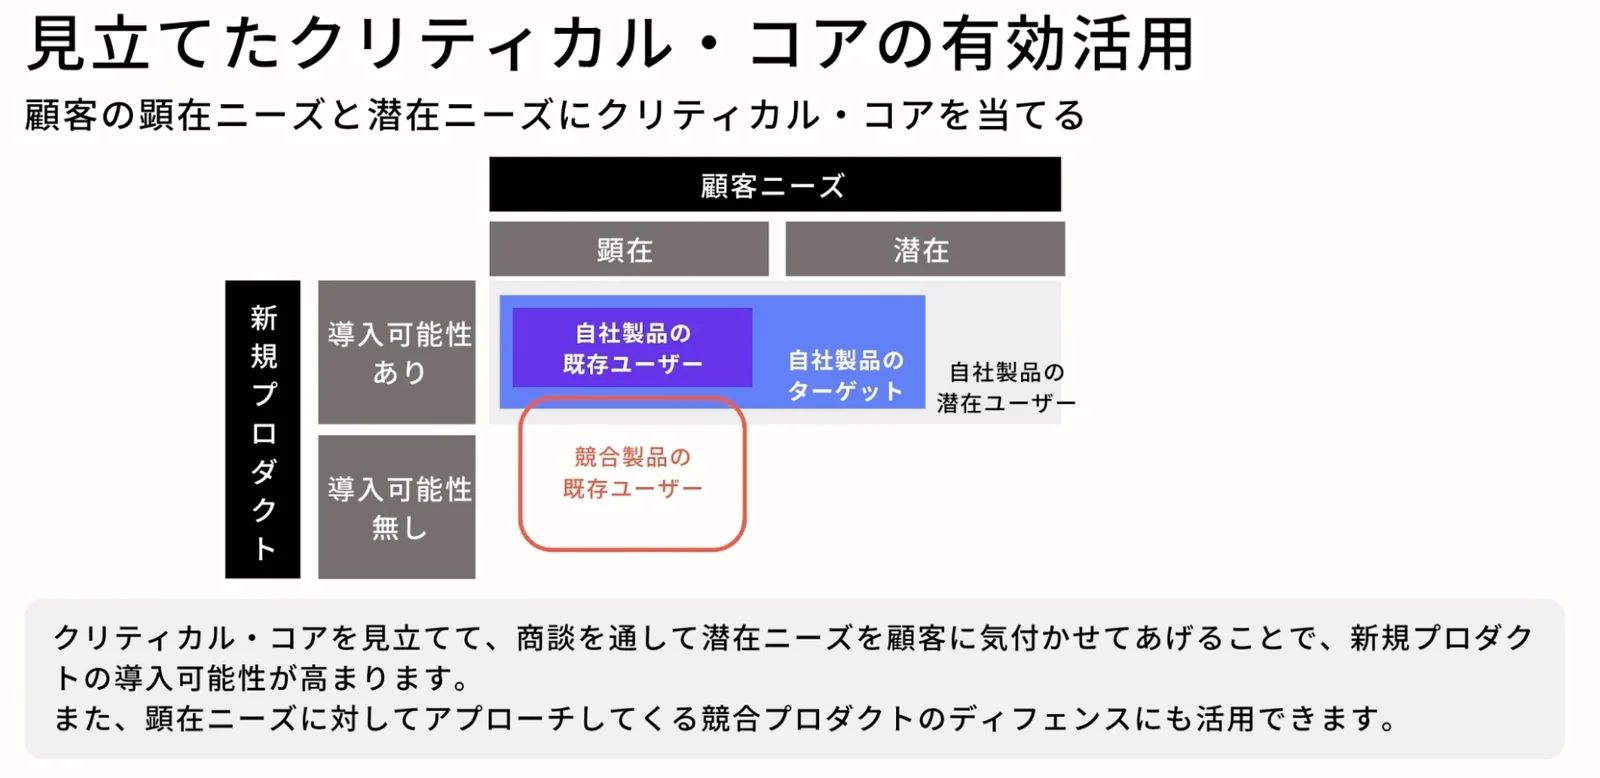 見立てたクリティカル・コアの有効活用
顧客の顕在ニーズと潜在ニーズにクリティカル・コアを当てる
顧客ニーズ
顕在
潜在
新規プロダクト
導入可能性
あり
自社製品の
既存ユーザー
自社製品の
ターゲット
自社製品の
潜在ユーザー
導入可能性
無し
競合製品の
既存ユーザー
クリティカル・コアを見立てて、商談を通して潜在ニーズを顧客に気付かせてあげることで、新規プロダク
トの導入可能性が高まります。
また、顕在ニーズに対してアプローチしてくる競合プロダクトのディフェンスにも活用できます。